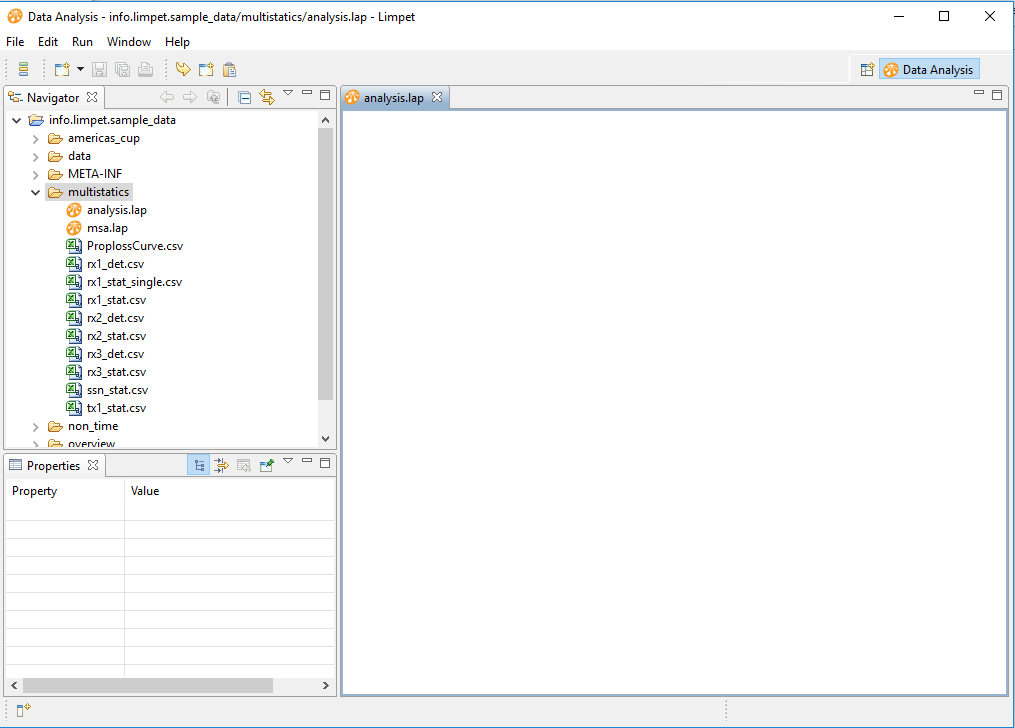 Data Analysis - info.limpet.sample_data/multistatics/analysis.lap - Limpet
File Edit Run Window Help
Data Analysis
Navigator
analysis.lap
info.limpet.sample_data
americas_cup
data
META-INF
multistatics
analysis.lap
msa.lap
ProplossCurve.csv
rx1_det.csv
rx1_stat_single.csv
rx1_stat.csv
rx2_det.csv
rx2_stat.csv
rx3_det.csv
rx3_stat.csv
ssn_stat.csv
tx1_stat.csv
non_time
overview
Properties
Property Value